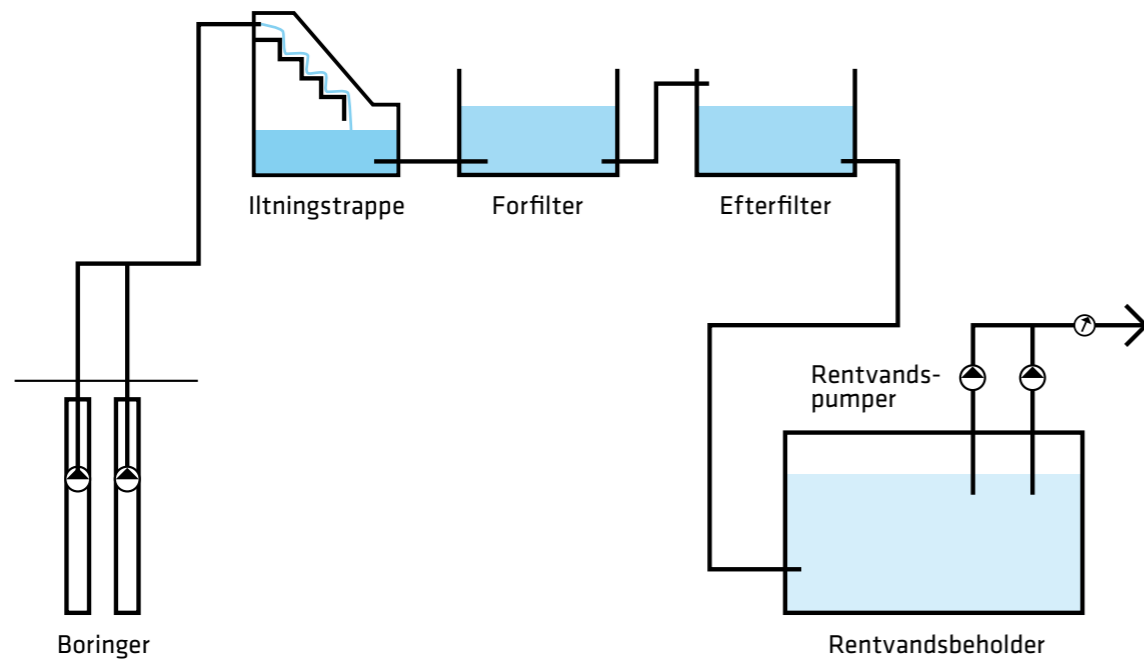 Iltningstrappe
Forfilter
Efterfilter
Rentvands-
pumper
Boringer
Rentvandsbeholder